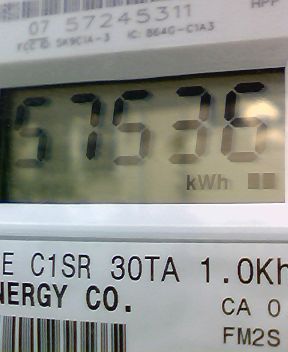 HPP
07 57245311
FCC ID: SK9C1A-3 IC: 864G-C1A3
57536
kWh
E C1SR 30TA 1.0Kh
NERGY CO.
CA 0
FM2S